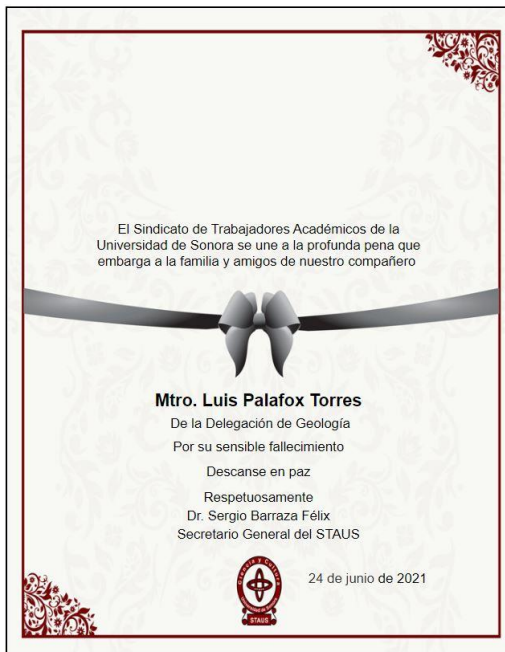 El Sindicato de Trabajadores Académicos de la
Universidad de Sonora se une a la profunda pena que
embarga a la familia y amigos de nuestro compañero
Mtro. Luis Palafox Torres
De la Delegación de Geología
Por su sensible fallecimiento
Descanse en paz
Respetuosamente
Dr. Sergio Barraza Félix
Secretario General del STAUS
24 de junio de 2021
Ciencia y Cultura
STAUS